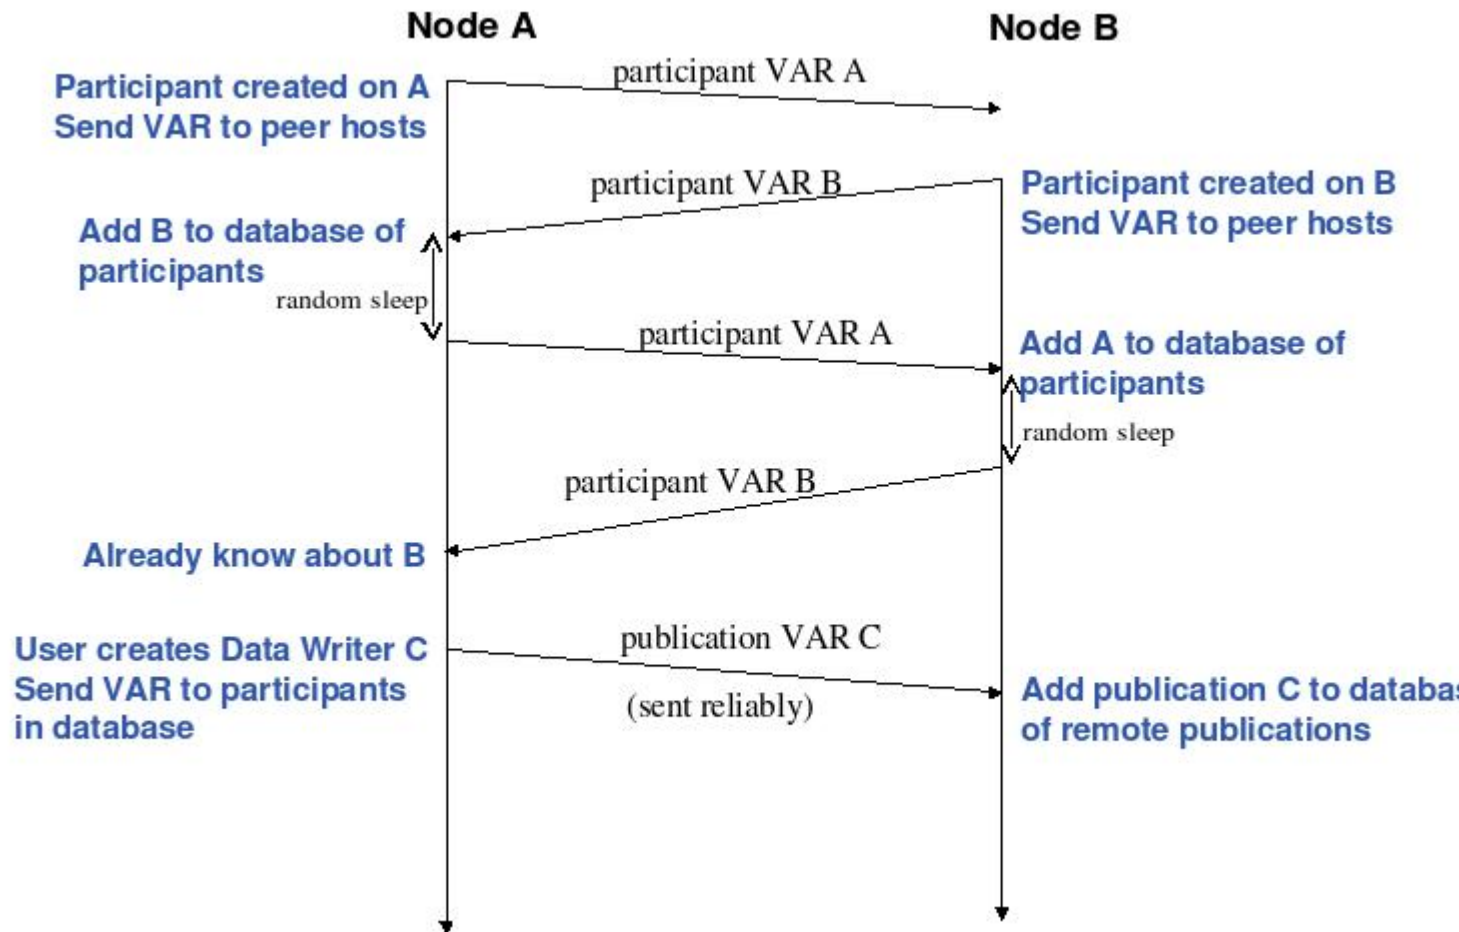 Node A
Node B
participant VAR A
Participant created on A
Send VAR to peer hosts
participant VAR B
Participant created on B
Send VAR to peer hosts
Add B to database of
participants
random sleep
participant VAR A
Add A to database of
participants
random sleep
participant VAR B
Already know about B
publication VAR C
User creates Data Writer C
Send VAR to participants
in database
(sent reliably)
Add publication C to databas
of remote publications